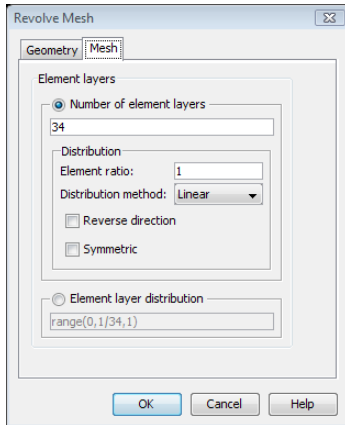 Revolve Mesh
Geometry Mesh
Element layers
Number of element layers
34
Distribution
Element ratio: 1
Distribution method: Linear
Reverse direction
Symmetric
Element layer distribution
range(0,1/34,1)
OK Cancel Help